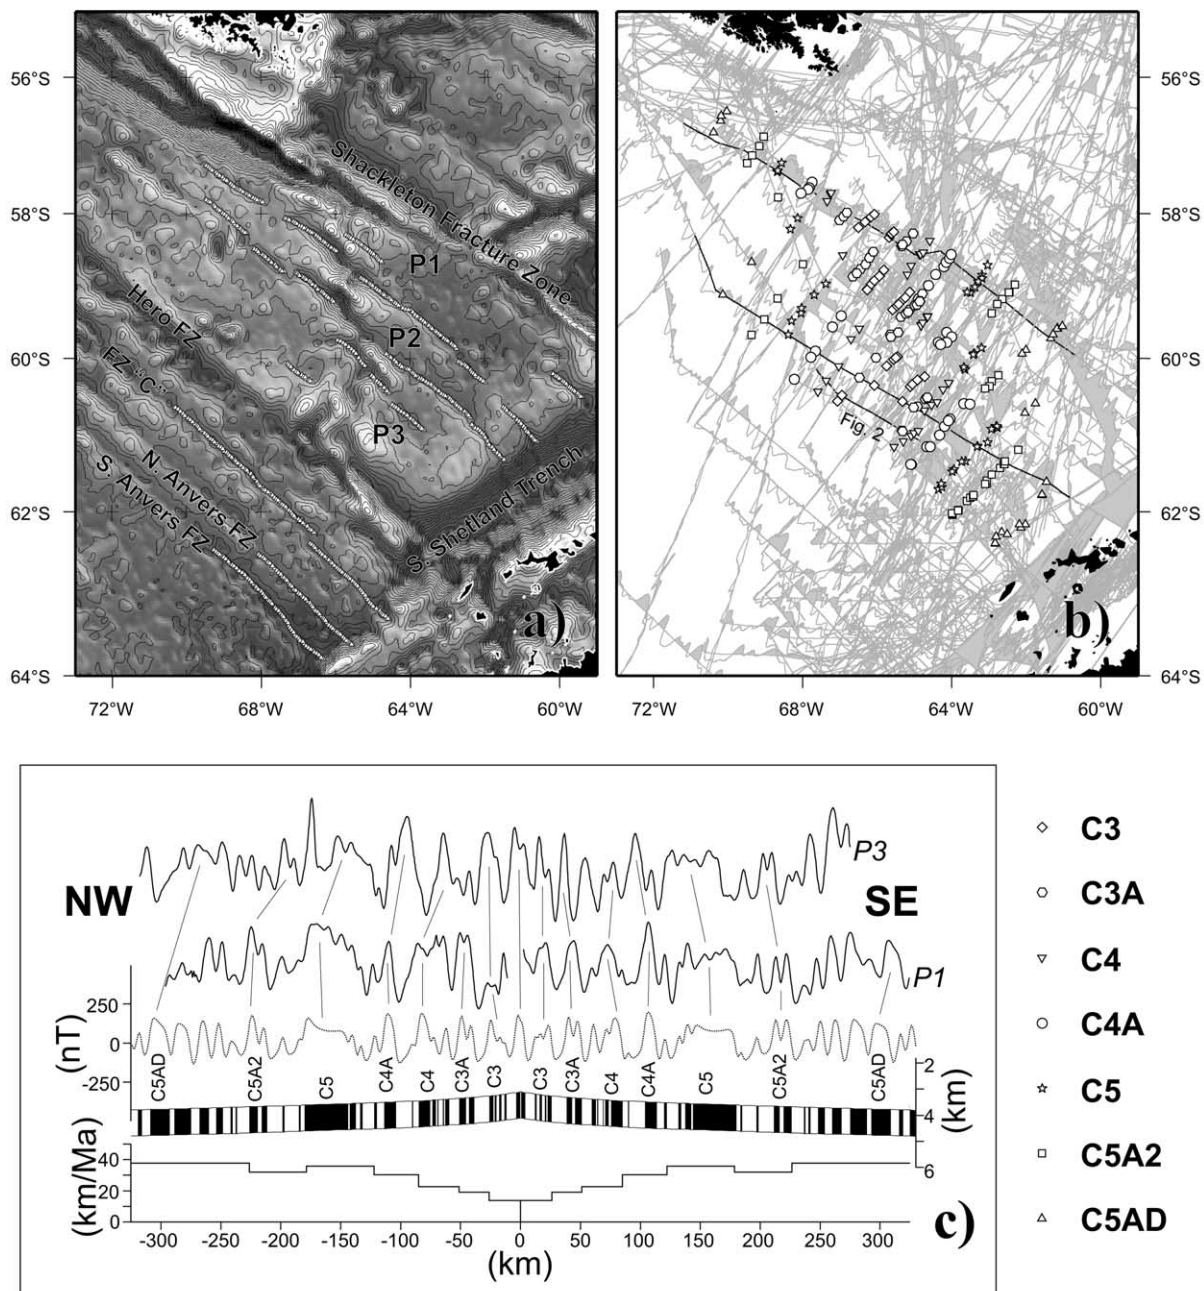 56°S
58°S
60°S
62°S
64°S
72°W
68°W
64°W
60°W
Shackleton Fracture Zone
P1
P2
P3
Hero FZ
FZ "C"
N. Anvers FZ
S. Anvers FZ
S. Shetland Trench
a)
Fig. 2
b)
56°S
58°S
60°S
62°S
64°S
72°W
68°W
64°W
60°W
NW
SE
P3
P1
250
0
-250
(nT)
C5AD
C5A2
C5
C4A
C4
C3A
C3
C3
C3A
C4
C4A
C5
C5A2
C5AD
2
4
6
(km)
40
20
0
(km/Ma)
-300
-250
-200
-150
-100
-50
0
50
100
150
200
250
300
(km)
c)
C3
C3A
C4
C4A
C5
C5A2
C5AD